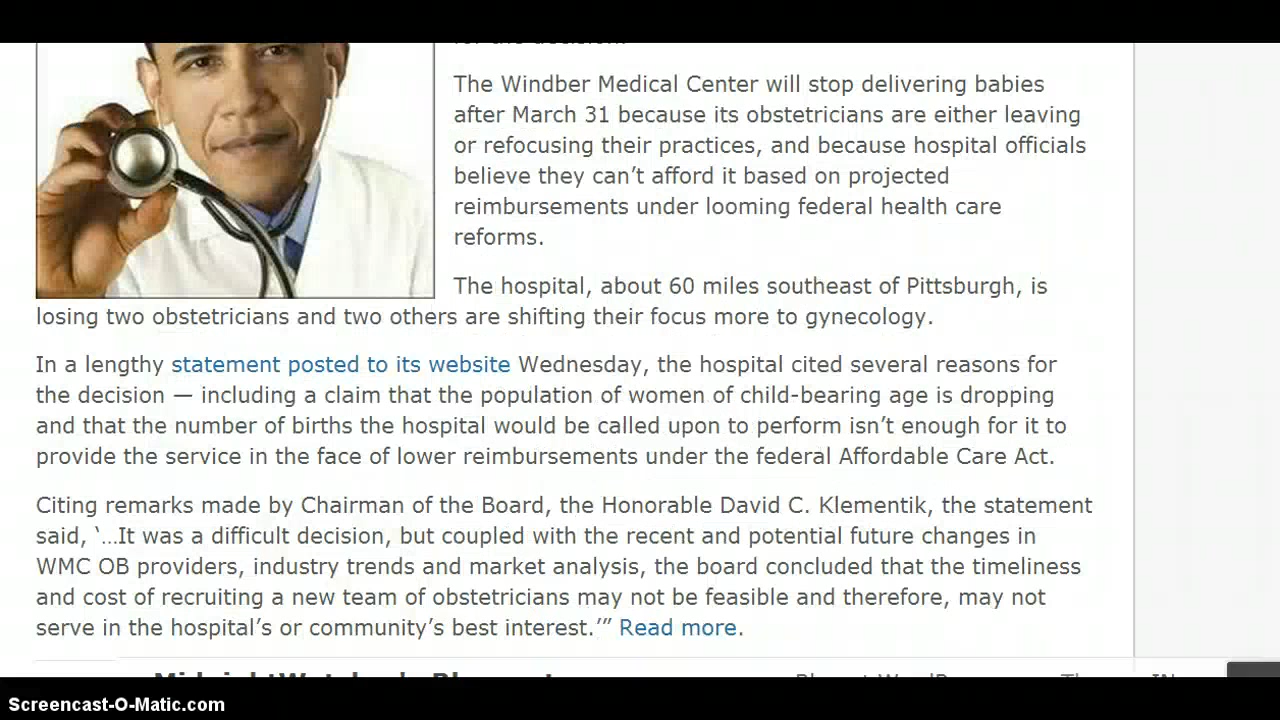 for the decision.
The Windber Medical Center will stop delivering babies
after March 31 because its obstetricians are either leaving
or refocusing their practices, and because hospital officials
believe they can’t afford it based on projected
reimbursements under looming federal health care
reforms.
The hospital, about 60 miles southeast of Pittsburgh, is
losing two obstetricians and two others are shifting their focus more to gynecology.
In a lengthy statement posted to its website Wednesday, the hospital cited several reasons for
the decision — including a claim that the population of women of child-bearing age is dropping
and that the number of births the hospital would be called upon to perform isn’t enough for it to
provide the service in the face of lower reimbursements under the federal Affordable Care Act.
Citing remarks made by Chairman of the Board, the Honorable David C. Klementik, the statement
said, ‘…It was a difficult decision, but coupled with the recent and potential future changes in
WMC OB providers, industry trends and market analysis, the board concluded that the timeliness
and cost of recruiting a new team of obstetricians may not be feasible and therefore, may not
serve in the hospital’s or community’s best interest.’” Read more.
Screencast-O-Matic.com